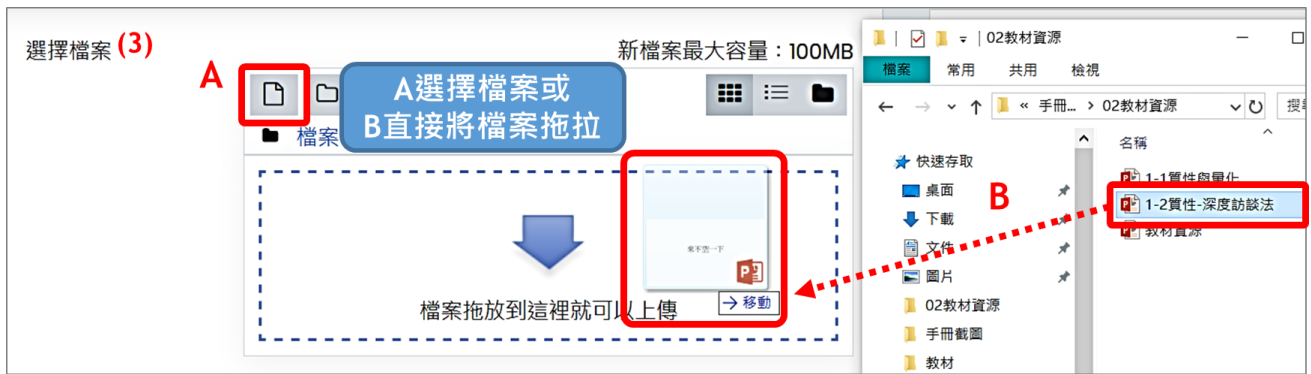 選擇檔案 (3)
新檔案最大容量：100MB
A
A選擇檔案或
B直接將檔案拖拉
檔案
來不空一下
→移動
檔案拖放到這裡就可以上傳
02教材資源
檔案 常用 共用 檢視
« 手冊... › 02教材資源
搜
名稱
快速存取
桌面
下載
文件
圖片
02教材資源
手冊截圖
教材
B
1-1質性與量化
1-2質性-深度訪談法
教材資源